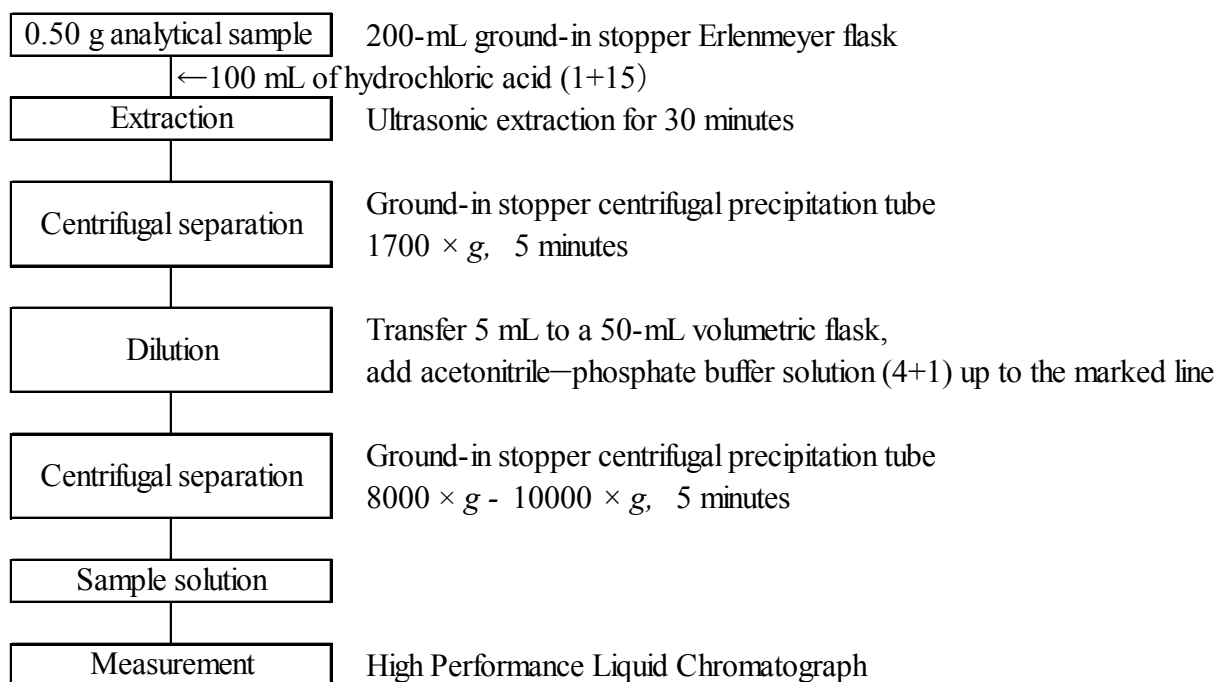 0.50 g analytical sample 200-mL ground-in stopper Erlenmeyer flask
←100 mL of hydrochloric acid (1+15)
Extraction Ultrasonic extraction for 30 minutes
Centrifugal separation
Ground-in stopper centrifugal precipitation tube
1700 × g, 5 minutes
Dilution
Transfer 5 mL to a 50-mL volumetric flask,
add acetonitrile—phosphate buffer solution (4+1) up to the marked line
Centrifugal separation
Ground-in stopper centrifugal precipitation tube
8000 × g - 10000 × g, 5 minutes
Sample solution
Measurement High Performance Liquid Chromatograph